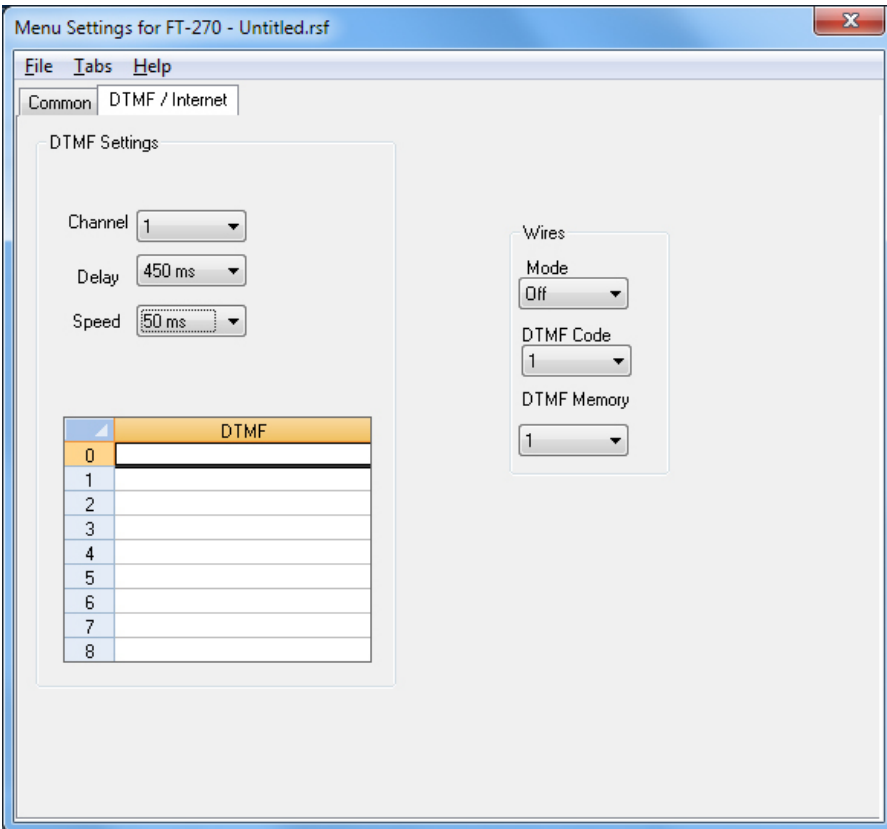 Menu Settings for FT-270 - Untitled.rsf
File Tabs Help
Common DTMF / Internet
DTMF Settings
Channel 1
Delay 450 ms
Speed 50 ms
DTMF
0
1
2
3
4
5
6
7
8
Wires
Mode
Off
DTMF Code
1
DTMF Memory
1